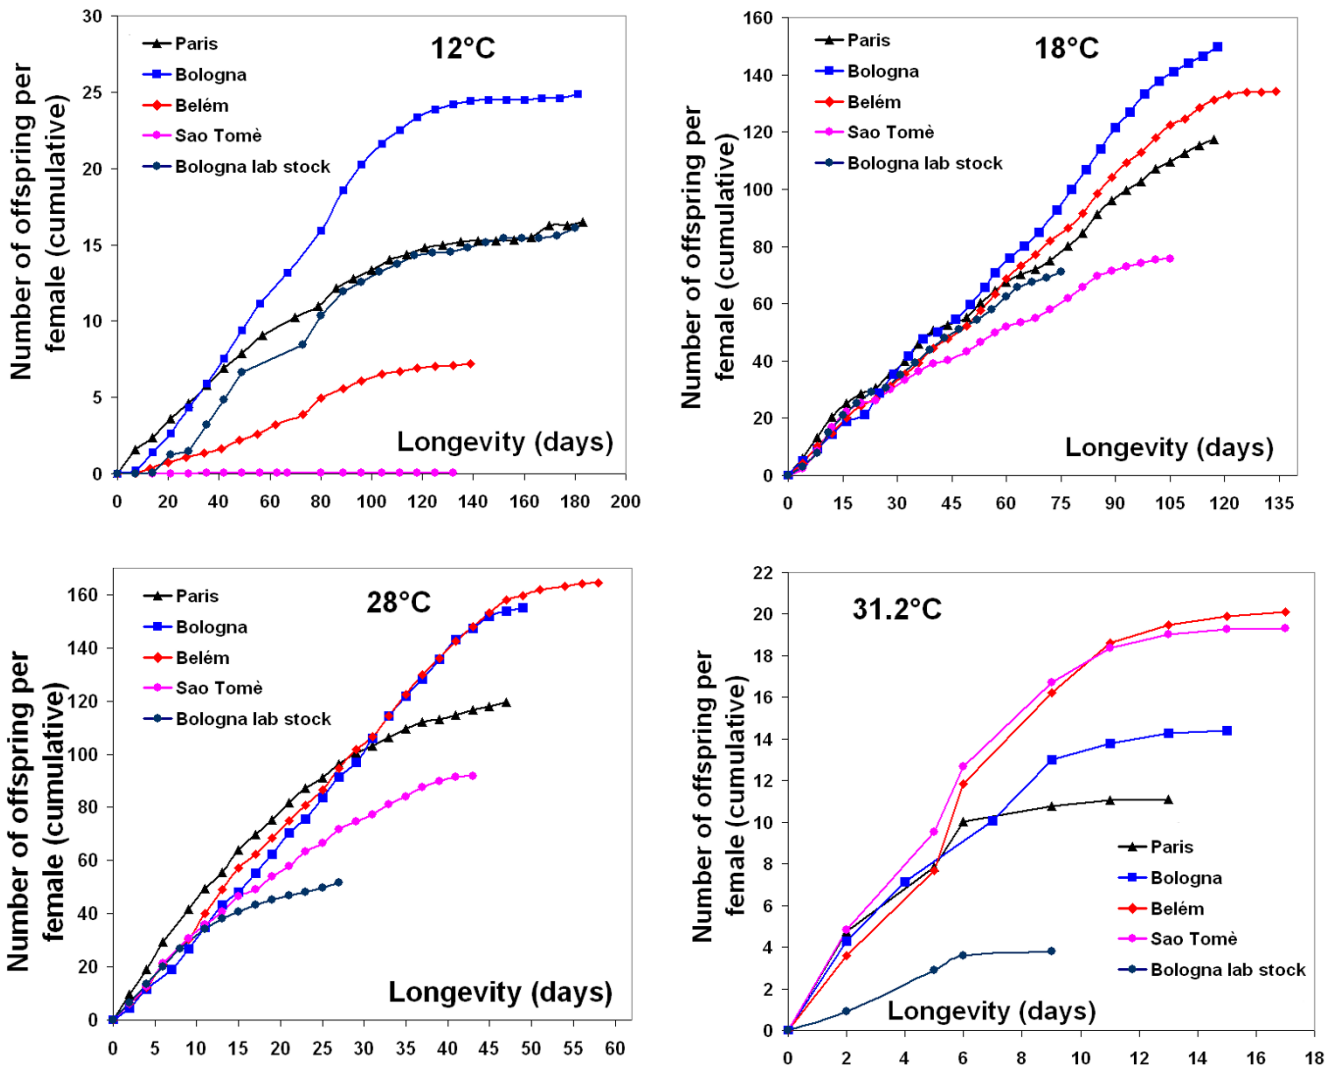 Number of offspring per
female (cumulative)
30
25
20
15
10
5
0
12°C
Paris
Bologna
Belém
Sao Tomè
Bologna lab stock
Longevity (days)
0 20 40 60 80 100 120 140 160 180 200
Number of offspring per
female (cumulative)
160
140
120
100
80
60
40
20
0
18°C
Paris
Bologna
Belém
Sao Tomè
Bologna lab stock
Longevity (days)
0 15 30 45 60 75 90 105 120 135
Number of offspring per
female (cumulative)
160
140
120
100
80
60
40
20
0
28°C
Paris
Bologna
Belém
Sao Tomè
Bologna lab stock
Longevity (days)
0 5 10 15 20 25 30 35 40 45 50 55 60
Number of offspring per
female (cumulative)
22
20
18
16
14
12
10
8
6
4
2
0
31.2°C
Paris
Bologna
Belém
Sao Tomè
Bologna lab stock
Longevity (days)
0 2 4 6 8 10 12 14 16 18